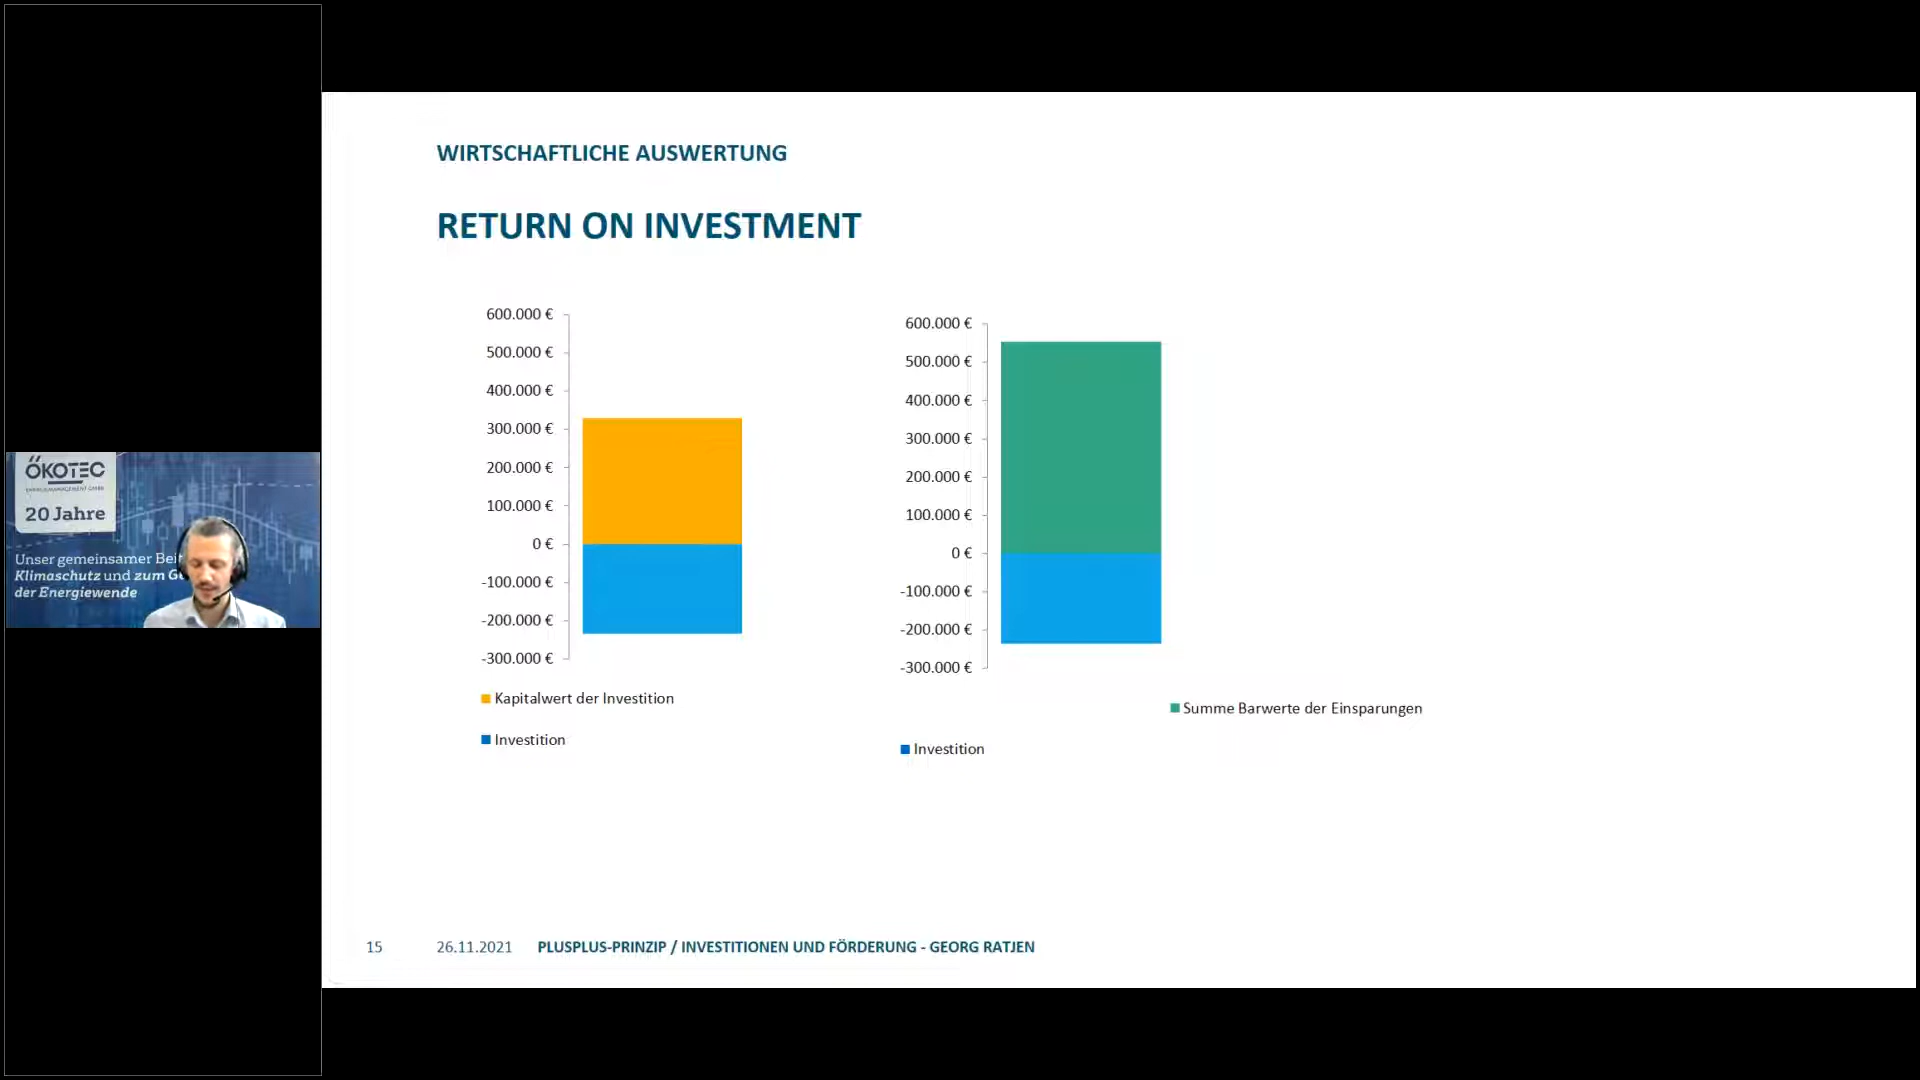 ÖKOTEC
20 Jahre
Unser gemeinsamer Bei
Klimaschutz und zum G
der Energiewende
WIRTSCHAFTLICHE AUSWERTUNG
RETURN ON INVESTMENT
600.000 €
500.000 €
400.000 €
300.000 €
200.000 €
100.000 €
0 €
-100.000 €
-200.000 €
-300.000 €
Kapitalwert der Investition
Investition
600.000 €
500.000 €
400.000 €
300.000 €
200.000 €
100.000 €
0 €
-100.000 €
-200.000 €
-300.000 €
Summe Barwerte der Einsparungen
Investition
15 26.11.2021 PLUSPLUS-PRINZIP / INVESTITIONEN UND FÖRDERUNG - GEORG RATJEN